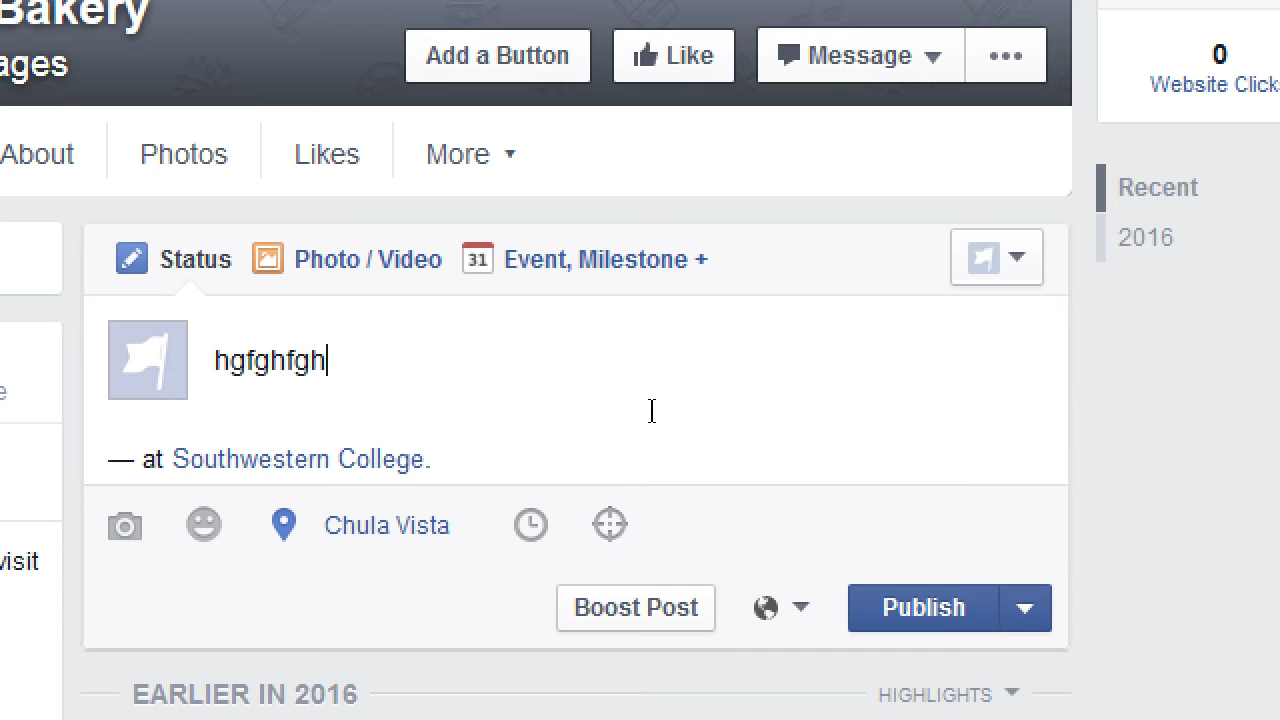 Bakery
ages
Add a Button
Like
Message
0
Website Clicks
About
Photos
Likes
More
Recent
2016
Status
Photo / Video
31
Event, Milestone +
hgfghfgh
— at Southwestern College.
Chula Vista
visit
Boost Post
Publish
EARLIER IN 2016
HIGHLIGHTS